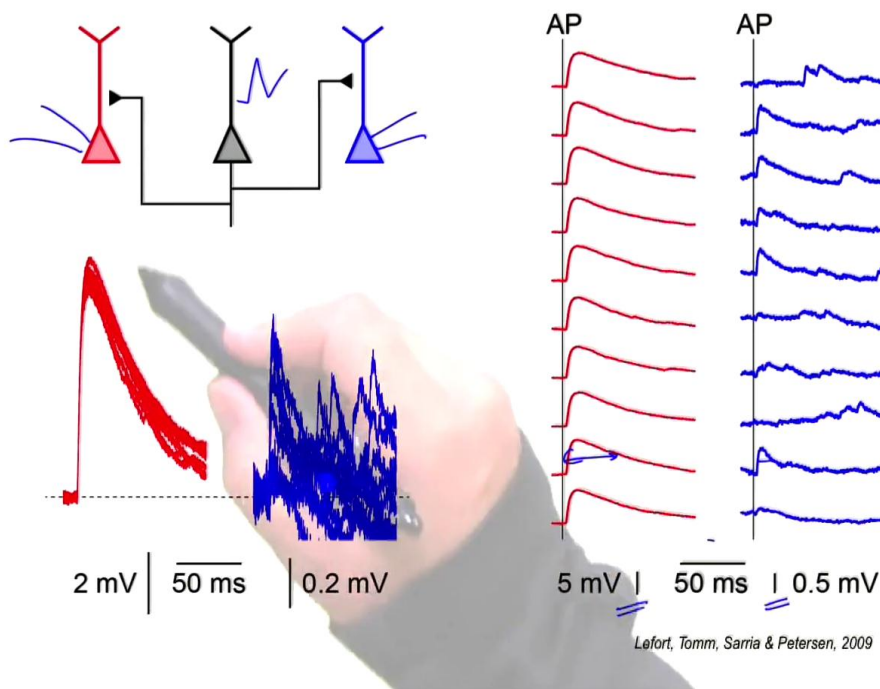 AP
AP
2 mV
50 ms
0.2 mV
5 mV
50 ms
0.5 mV
Lefort, Tomm, Sarria & Petersen, 2009